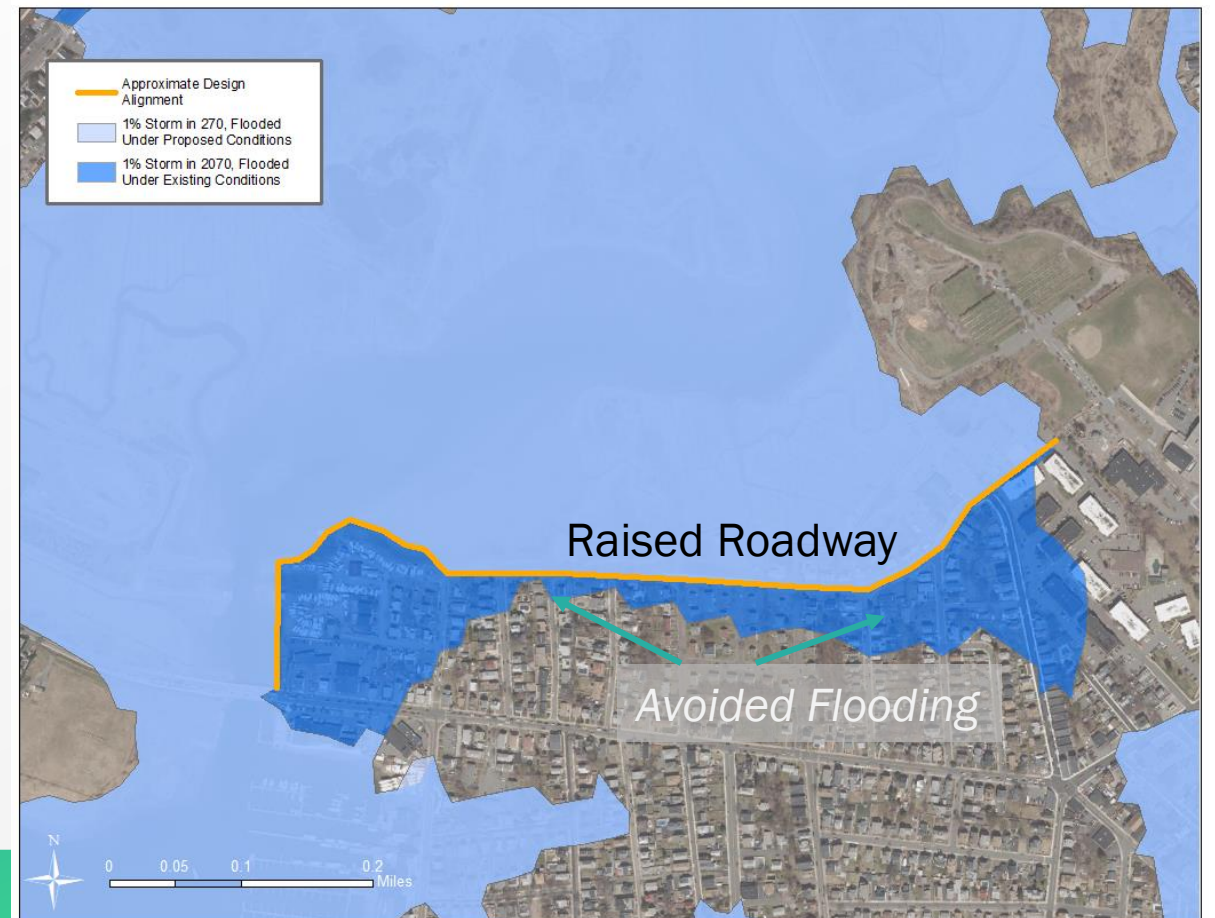 Approximate Design
Alignment
1% Storm in 270, Flooded
Under Proposed Conditions
1% Storm in 2070, Flooded
Under Existing Conditions
Raised Roadway
Avoided Flooding
N
0 0.05 0.1 0.2
Miles